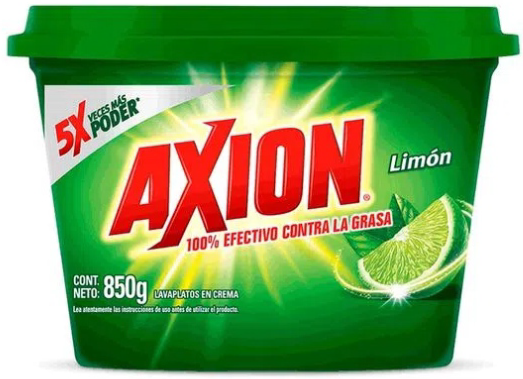 5X VECES MÁS
PODER*
AXION®
Limón
100% EFECTIVO CONTRA LA GRASA
CONT.
NETO: 850g LAVAPLATOS EN CREMA
Lea atentamente las instrucciones de uso antes de utilizar el producto.